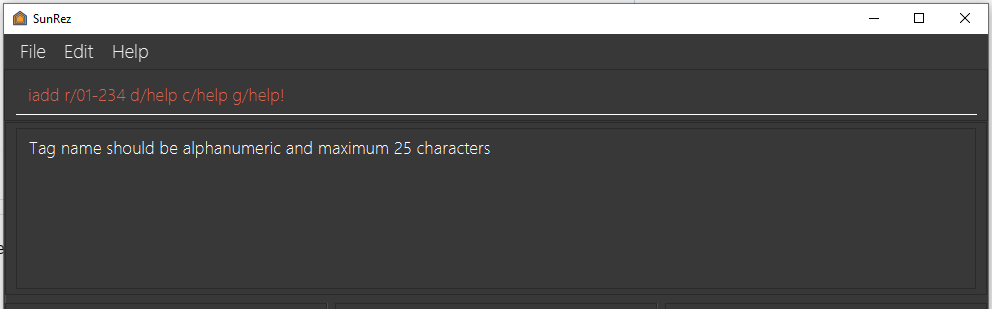 SunRez
File Edit Help
iadd r/01-234 d/help c/help g/help!
Tag name should be alphanumeric and maximum 25 characters